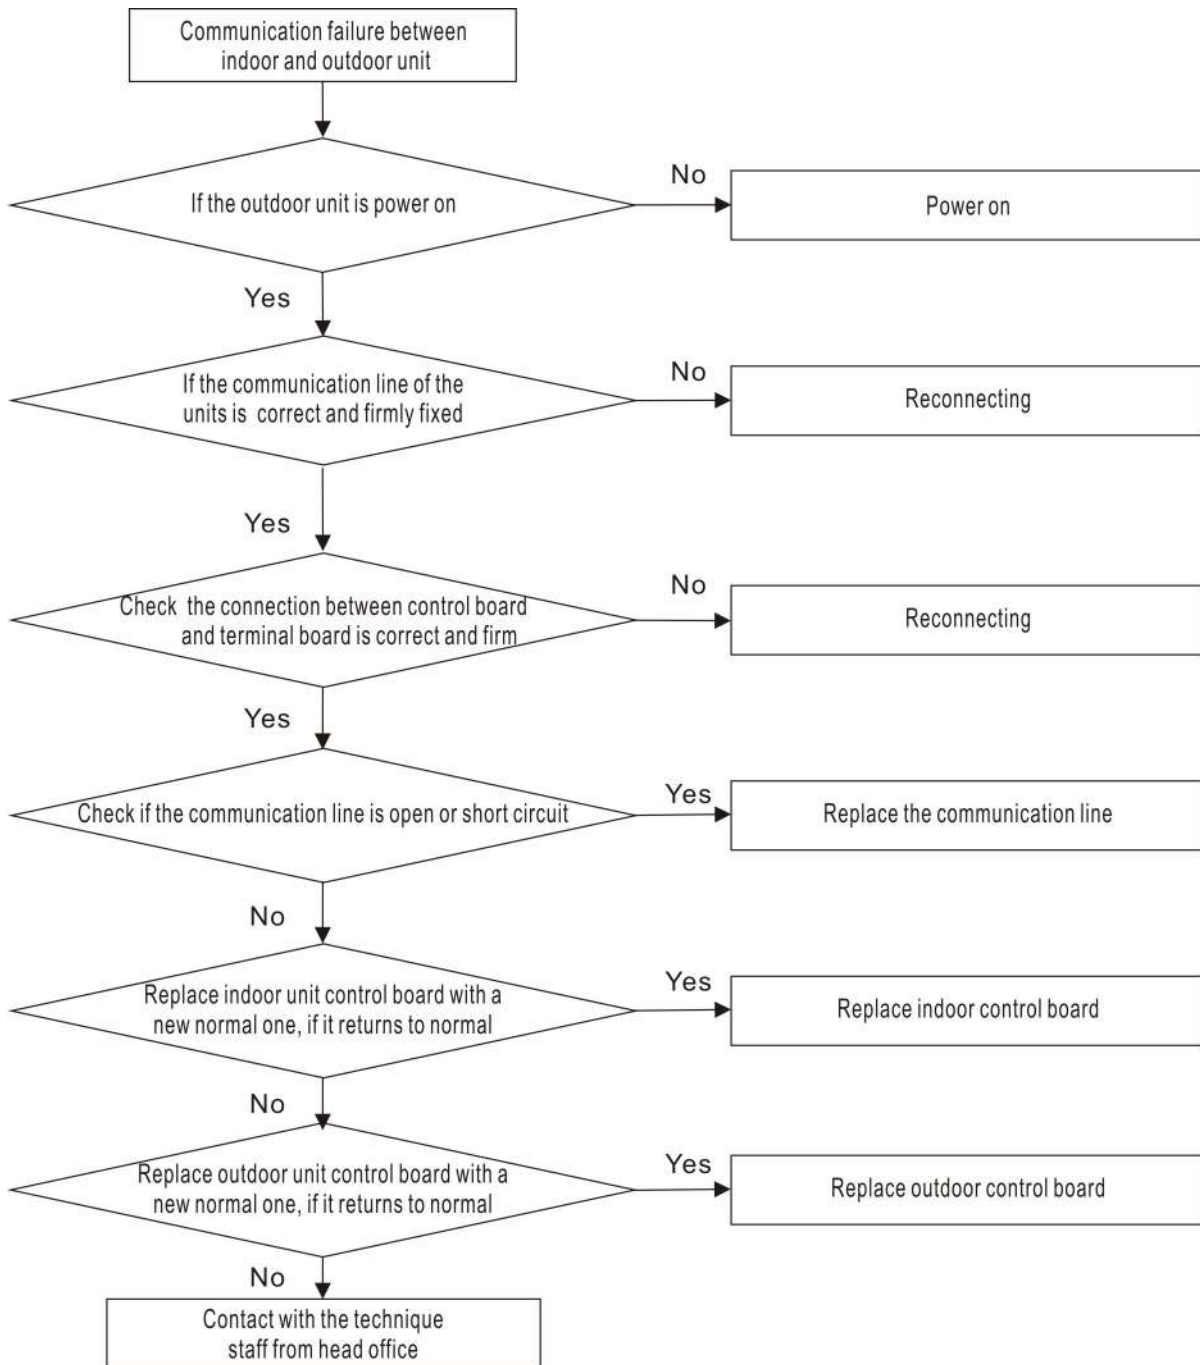 Communication failure between
indoor and outdoor unit
If the outdoor unit is power on
No
Power on
Yes
If the communication line of the
units is correct and firmly fixed
No
Reconnecting
Yes
Check the connection between control board
and terminal board is correct and firm
No
Reconnecting
Yes
Check if the communication line is open or short circuit
Yes
Replace the communication line
No
Replace indoor unit control board with a
new normal one, if it returns to normal
Yes
Replace indoor control board
No
Replace outdoor unit control board with a
new normal one, if it returns to normal
Yes
Replace outdoor control board
No
Contact with the technique
staff from head office